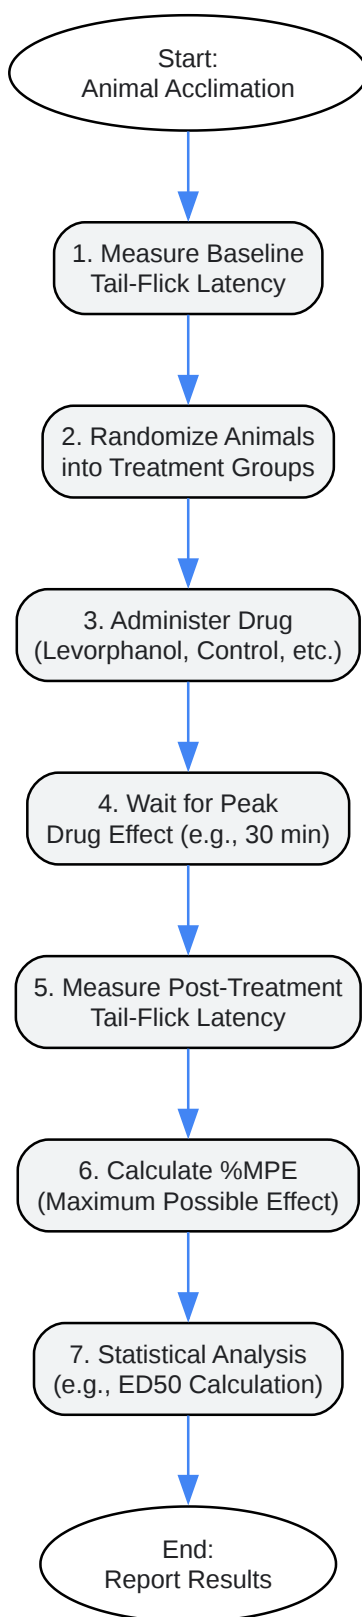 Start:
Animal Acclimation
1. Measure Baseline
Tail-Flick Latency
2. Randomize Animals
into Treatment Groups
3. Administer Drug
(Levorphanol, Control, etc.)
4. Wait for Peak
Drug Effect (e.g., 30 min)
5. Measure Post-Treatment
Tail-Flick Latency
6. Calculate %MPE
(Maximum Possible Effect)
7. Statistical Analysis
(e.g., ED50 Calculation)
End:
Report Results